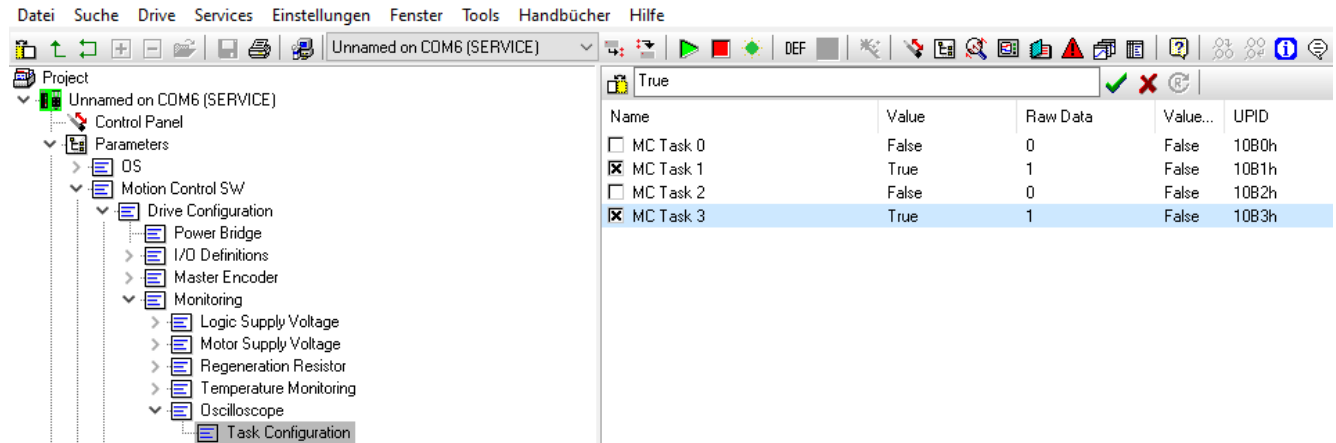 Datei Suche Drive Services Einstellungen Fenster Tools Handbücher Hilfe
Unnamed on COM6 (SERVICE) DEF
Project
Unnamed on COM6 (SERVICE)
Control Panel
Parameters
OS
Motion Control SW
Drive Configuration
Power Bridge
I/O Definitions
Master Encoder
Monitoring
Logic Supply Voltage
Motor Supply Voltage
Regeneration Resistor
Temperature Monitoring
Oscilloscope
Task Configuration
True
Name Value Raw Data Value... UPID
MC Task 0 False 0 False 10B0h
MC Task 1 True 1 False 10B1h
MC Task 2 False 0 False 10B2h
MC Task 3 True 1 False 10B3h